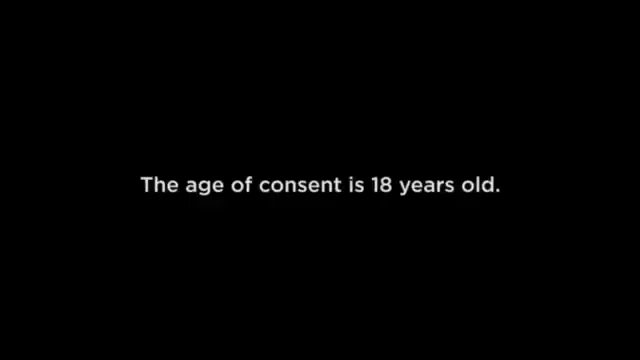 The age of consent is 18 years old.